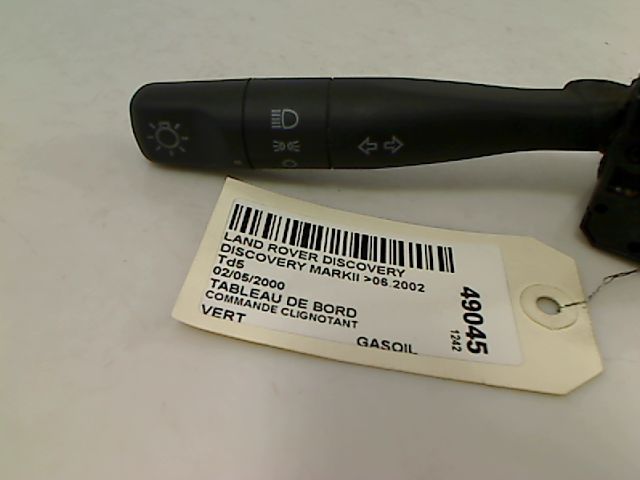 LAND ROVER DISCOVERY
DISCOVERY MARKII >06.2002
Td5
02/05/2000
TABLEAU DE BORD
COMMANDE CLIGNOTANT
VERT
GASOIL
49045
1242